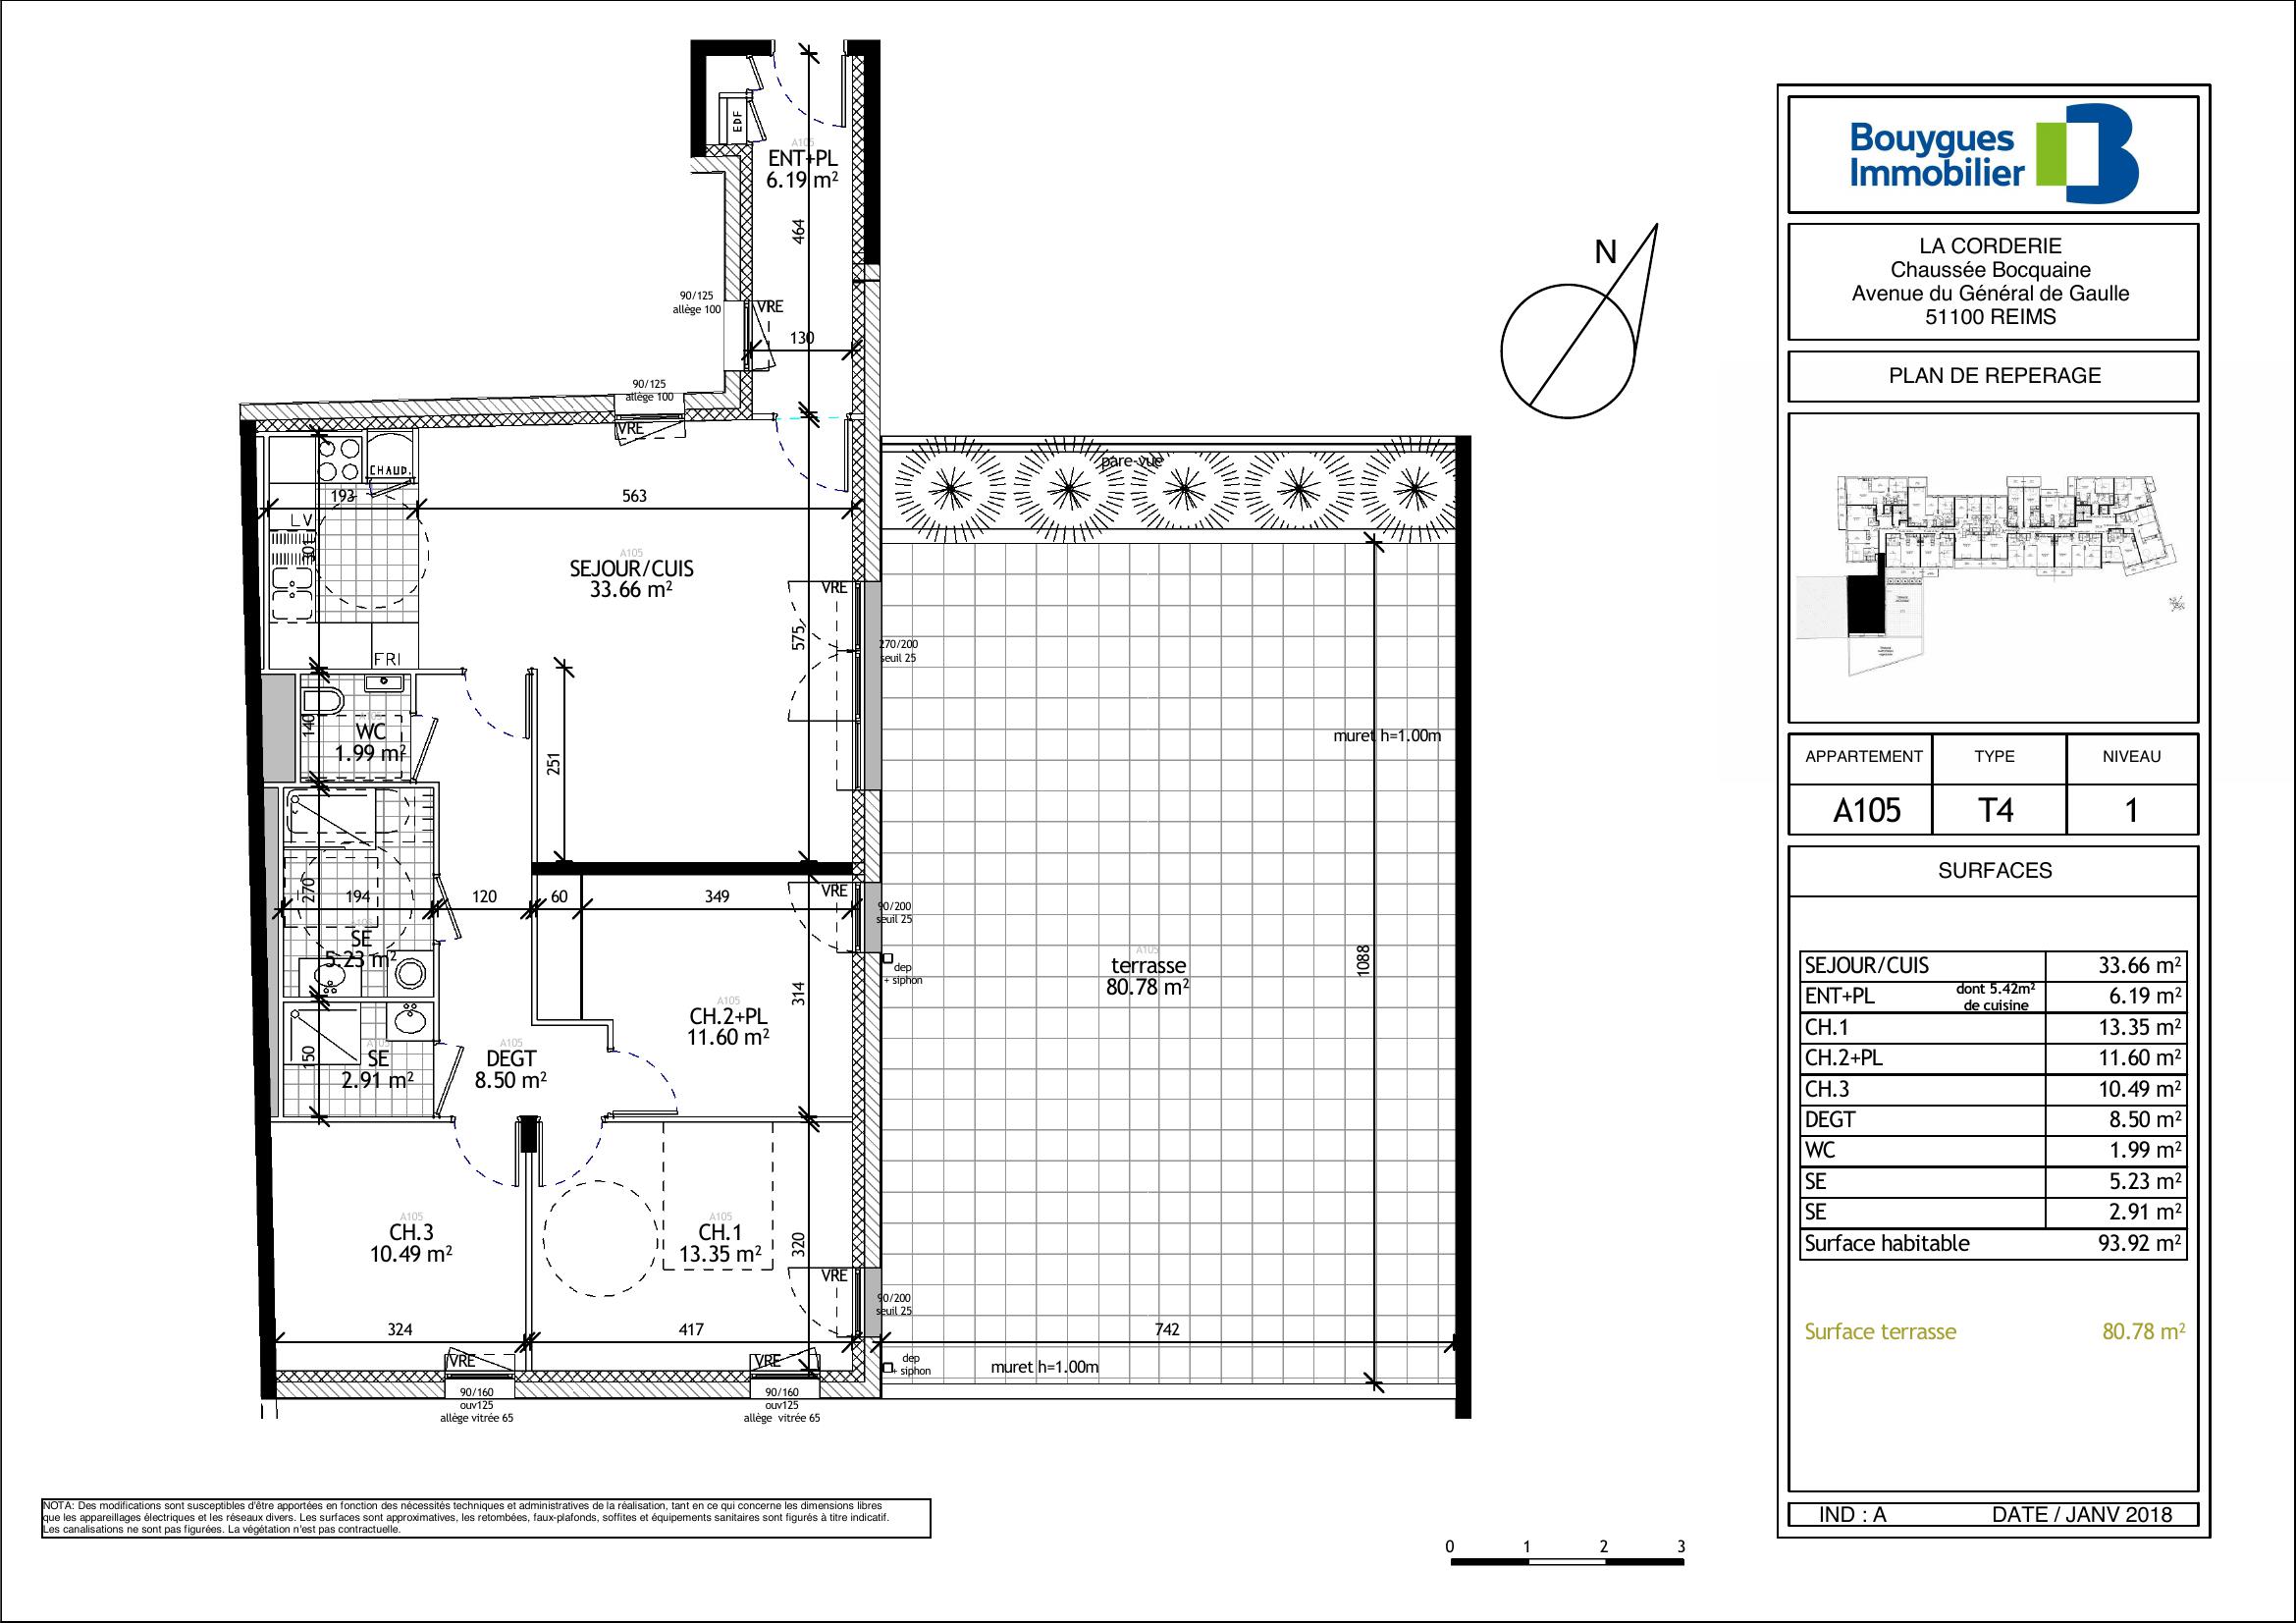 EDF
A105
ENT+PL
6.19 m²
464
90/125
allège 100
VRE
130
90/125
allège 100
VRE
CHAUD.
193
563
LV
301
A105
SEJOUR/CUIS
33.66 m²
FRI
VRE
575
270/200
seuil 25
pare-vue
muret h=1.00m
140
A105
WC
1.99 m²
251
270
194
120
60
349
VRE
90/200
seuil 25
A105
SE
5.23 m²
dep
+ siphon
A105
terrasse
80.78 m²
1088
314
A105
CH.2+PL
11.60 m²
150
A105
SE
2.91 m²
A105
DEGT
8.50 m²
A105
CH.3
10.49 m²
A105
CH.1
13.35 m²
320
VRE
90/200
seuil 25
324
417
742
VRE
VRE
dep
+ siphon
muret h=1.00m
90/160
ouv125
allège vitrée 65
90/160
ouv125
allège vitrée 65
N
NOTA: Des modifications sont susceptibles d'être apportées en fonction des nécessités techniques et administratives de la réalisation, tant en ce qui concerne les dimensions libres
que les appareillages électriques et les réseaux divers. Les surfaces sont approximatives, les retombées, faux-plafonds, soffites et équipements sanitaires sont figurés à titre indicatif.
Les canalisations ne sont pas figurées. La végétation n'est pas contractuelle.
0 1 2 3
Bouygues
Immobilier
LA CORDERIE
Chaussée Bocquaine
Avenue du Général de Gaulle
51100 REIMS
PLAN DE REPERAGE
APPARTEMENT TYPE NIVEAU
A105 T4 1
SURFACES
SEJOUR/CUIS 33.66 m²
ENT+PL dont 5.42m² de cuisine 6.19 m²
CH.1 13.35 m²
CH.2+PL 11.60 m²
CH.3 10.49 m²
DEGT 8.50 m²
WC 1.99 m²
SE 5.23 m²
SE 2.91 m²
Surface habitable 93.92 m²
Surface terrasse 80.78 m²
IND : A DATE / JANV 2018